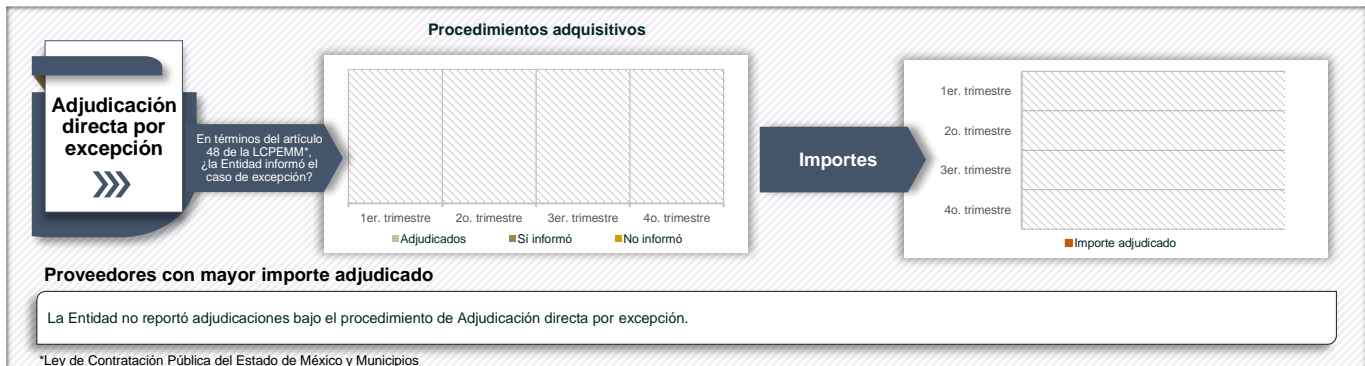 Procedimientos adquisitivos
Adjudicación
directa por
excepción
En términos del artículo
48 de la LCPEMM*,
¿la Entidad informó el
caso de excepción?
1er. trimestre
2o. trimestre
3er. trimestre
4o. trimestre
Adjudicados
Sí informó
No informó
Importes
1er. trimestre
2o. trimestre
3er. trimestre
4o. trimestre
Importe adjudicado
Proveedores con mayor importe adjudicado
La Entidad no reportó adjudicaciones bajo el procedimiento de Adjudicación directa por excepción.
*Ley de Contratación Pública del Estado de México y Municipios